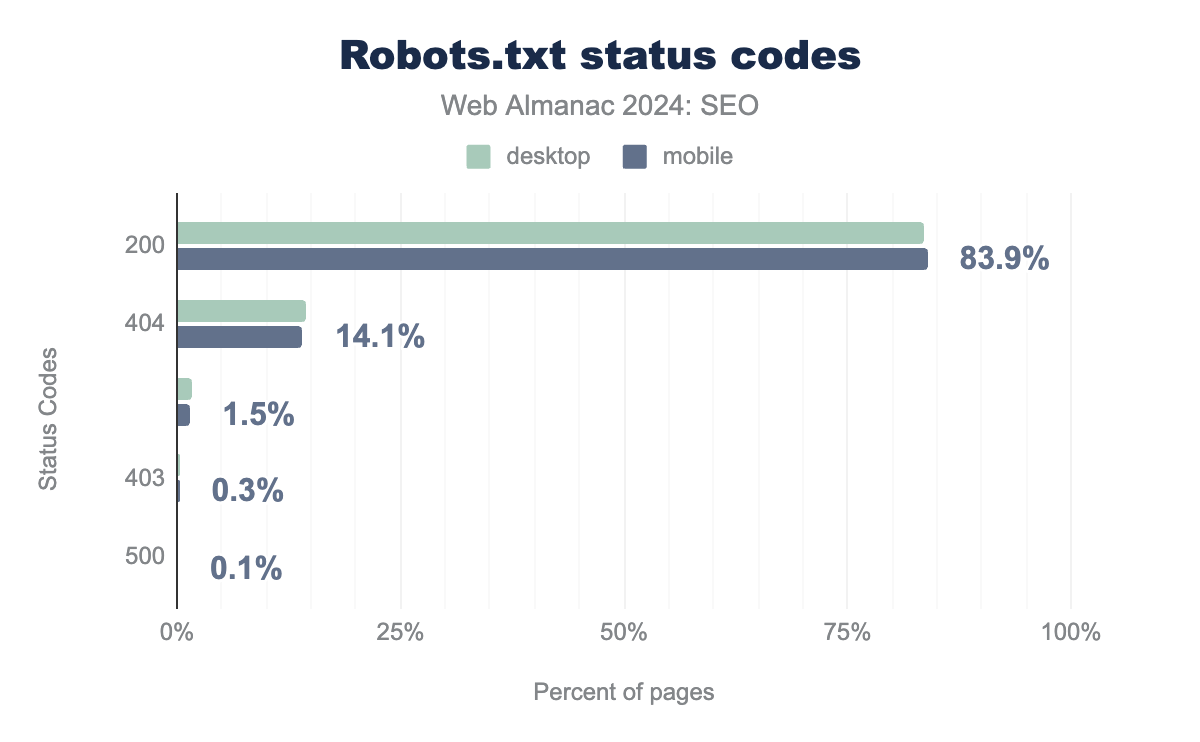 Robots.txt status codes
Web Almanac 2024: SEO
desktop mobile
200
83.9%
404
14.1%
1.5%
403
0.3%
500
0.1%
Status Codes
0% 25% 50% 75% 100%
Percent of pages